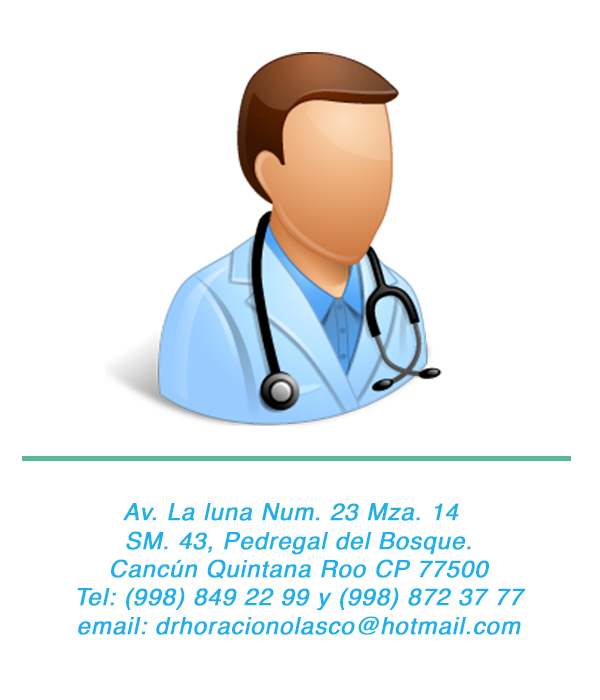 Av. La luna Num. 23 Mza. 14
SM. 43, Pedregal del Bosque.
Cancún Quintana Roo CP 77500
Tel: (998) 849 22 99 y (998) 872 37 77
email: drhoracionolasco@hotmail.com